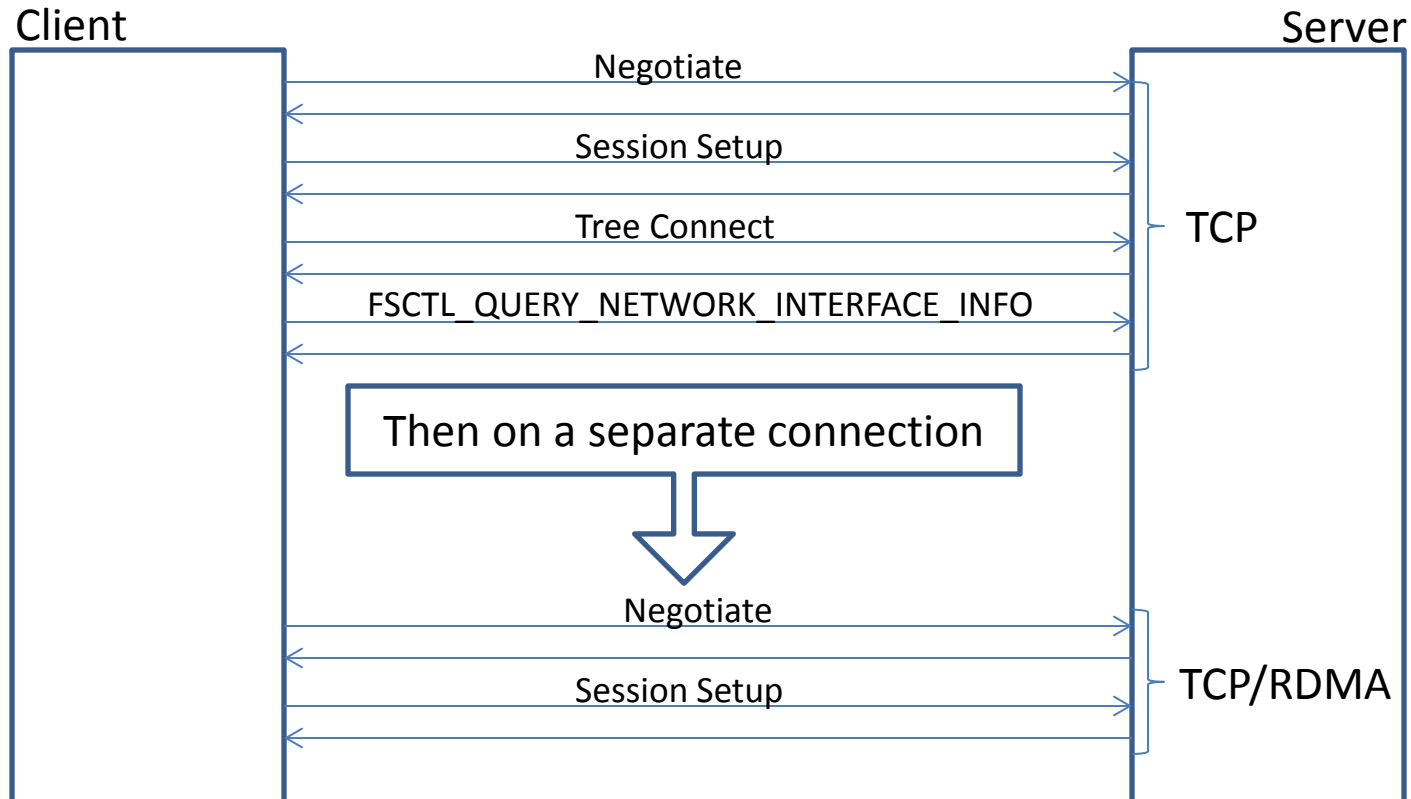 Client
Server
Negotiate
Session Setup
Tree Connect
TCP
FSCTL_QUERY_NETWORK_INTERFACE_INFO
Then on a separate connection
Negotiate
Session Setup
TCP/RDMA